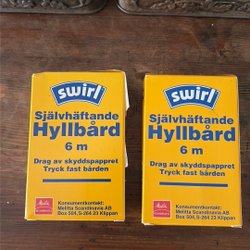 swirl
Självhäftande
Hyllbård
6 m
Drag av skyddspappret
Tryck fast bården
Melitta
Konsumentkontakt:
Melitta Scandinavia AB
Box 504, S-264 23 Klippan
swirl
Självhäftande
Hyllbård
6 m
Drag av skyddspappret
Tryck fast bården
Melitta
Konsumentkontakt:
Melitta Scandinavia AB
Box 504, S-264 23 Klippan